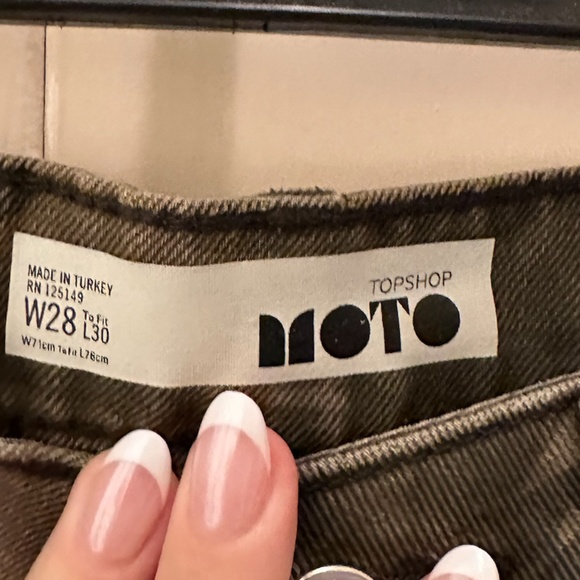 MADE IN TURKEY
RN 125149
W28 To Fit L30
W71cm To Fit L76cm
TOPSHOP
MOTO